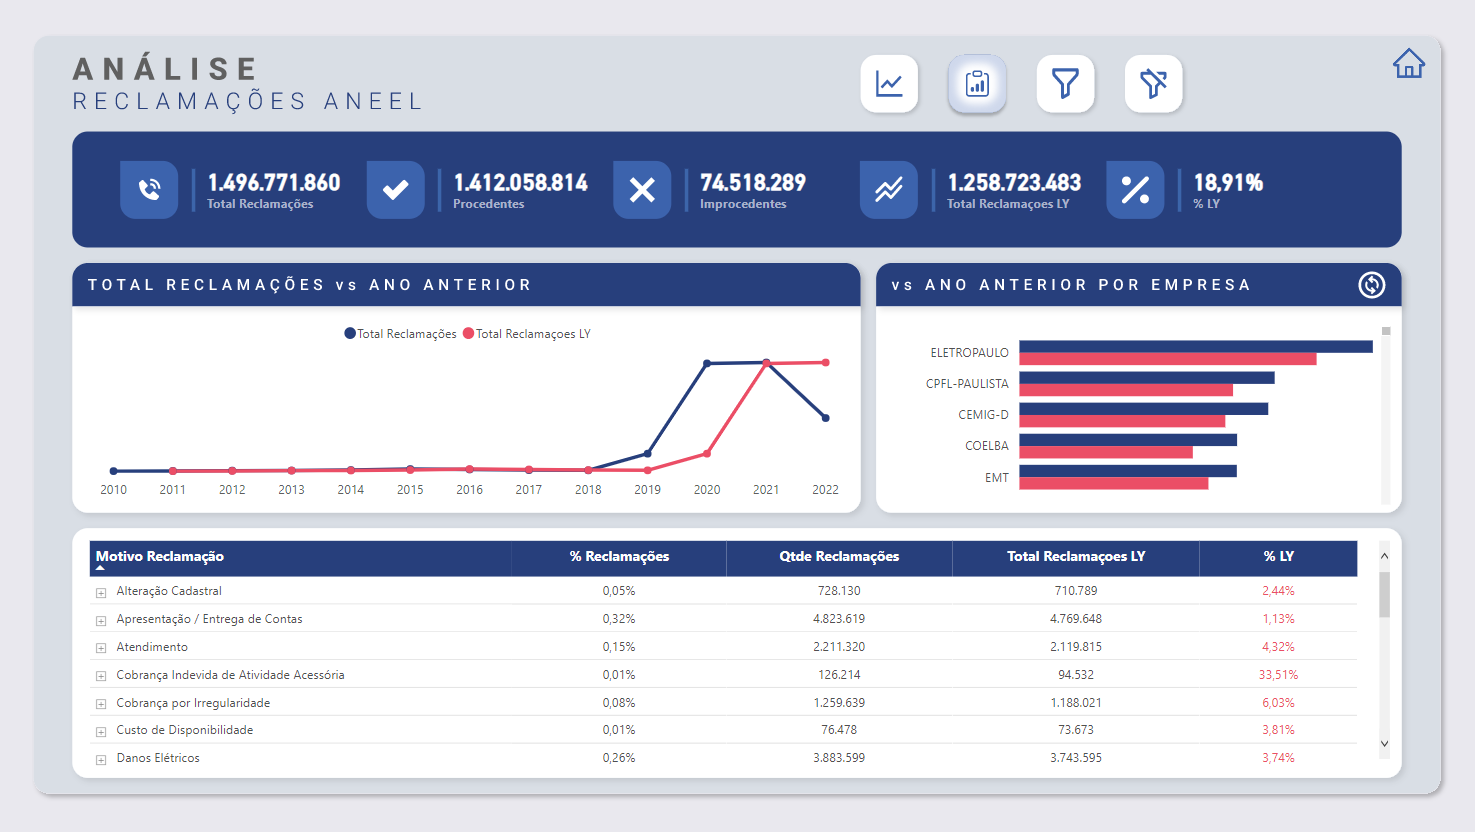 ANÁLISE
RECLAMAÇÕES ANEEL
1.496.771.860
Total Reclamações
1.412.058.814
Procedentes
74.518.289
Improcedentes
1.258.723.483
Total Reclamaçoes LY
18,91%
% LY
TOTAL RECLAMAÇÕES vs ANO ANTERIOR
Total Reclamações Total Reclamaçoes LY
2010 2011 2012 2013 2014 2015 2016 2017 2018 2019 2020 2021 2022
vs ANO ANTERIOR POR EMPRESA
ELETROPAULO
CPFL-PAULISTA
CEMIG-D
COELBA
EMT
Motivo Reclamação % Reclamações Qtde Reclamações Total Reclamaçoes LY % LY
Alteração Cadastral 0,05% 728.130 710.789 2,44%
Apresentação / Entrega de Contas 0,32% 4.823.619 4.769.648 1,13%
Atendimento 0,15% 2.211.320 2.119.815 4,32%
Cobrança Indevida de Atividade Acessória 0,01% 126.214 94.532 33,51%
Cobrança por Irregularidade 0,08% 1.259.639 1.188.021 6,03%
Custo de Disponibilidade 0,01% 76.478 73.673 3,81%
Danos Elétricos 0,26% 3.883.599 3.743.595 3,74%